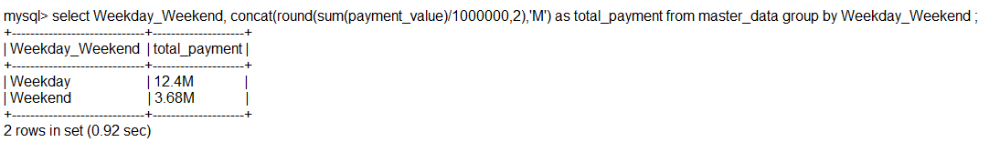 mysql> select Weekday_Weekend, concat(round(sum(payment_value)/1000000,2),'M') as total_payment from master_data group by Weekday_Weekend ;
+-----------------------------+--------------------+
| Weekday_Weekend | total_payment |
+-----------------------------+--------------------+
| Weekday | 12.4M |
| Weekend | 3.68M |
+-----------------------------+--------------------+
2 rows in set (0.92 sec)